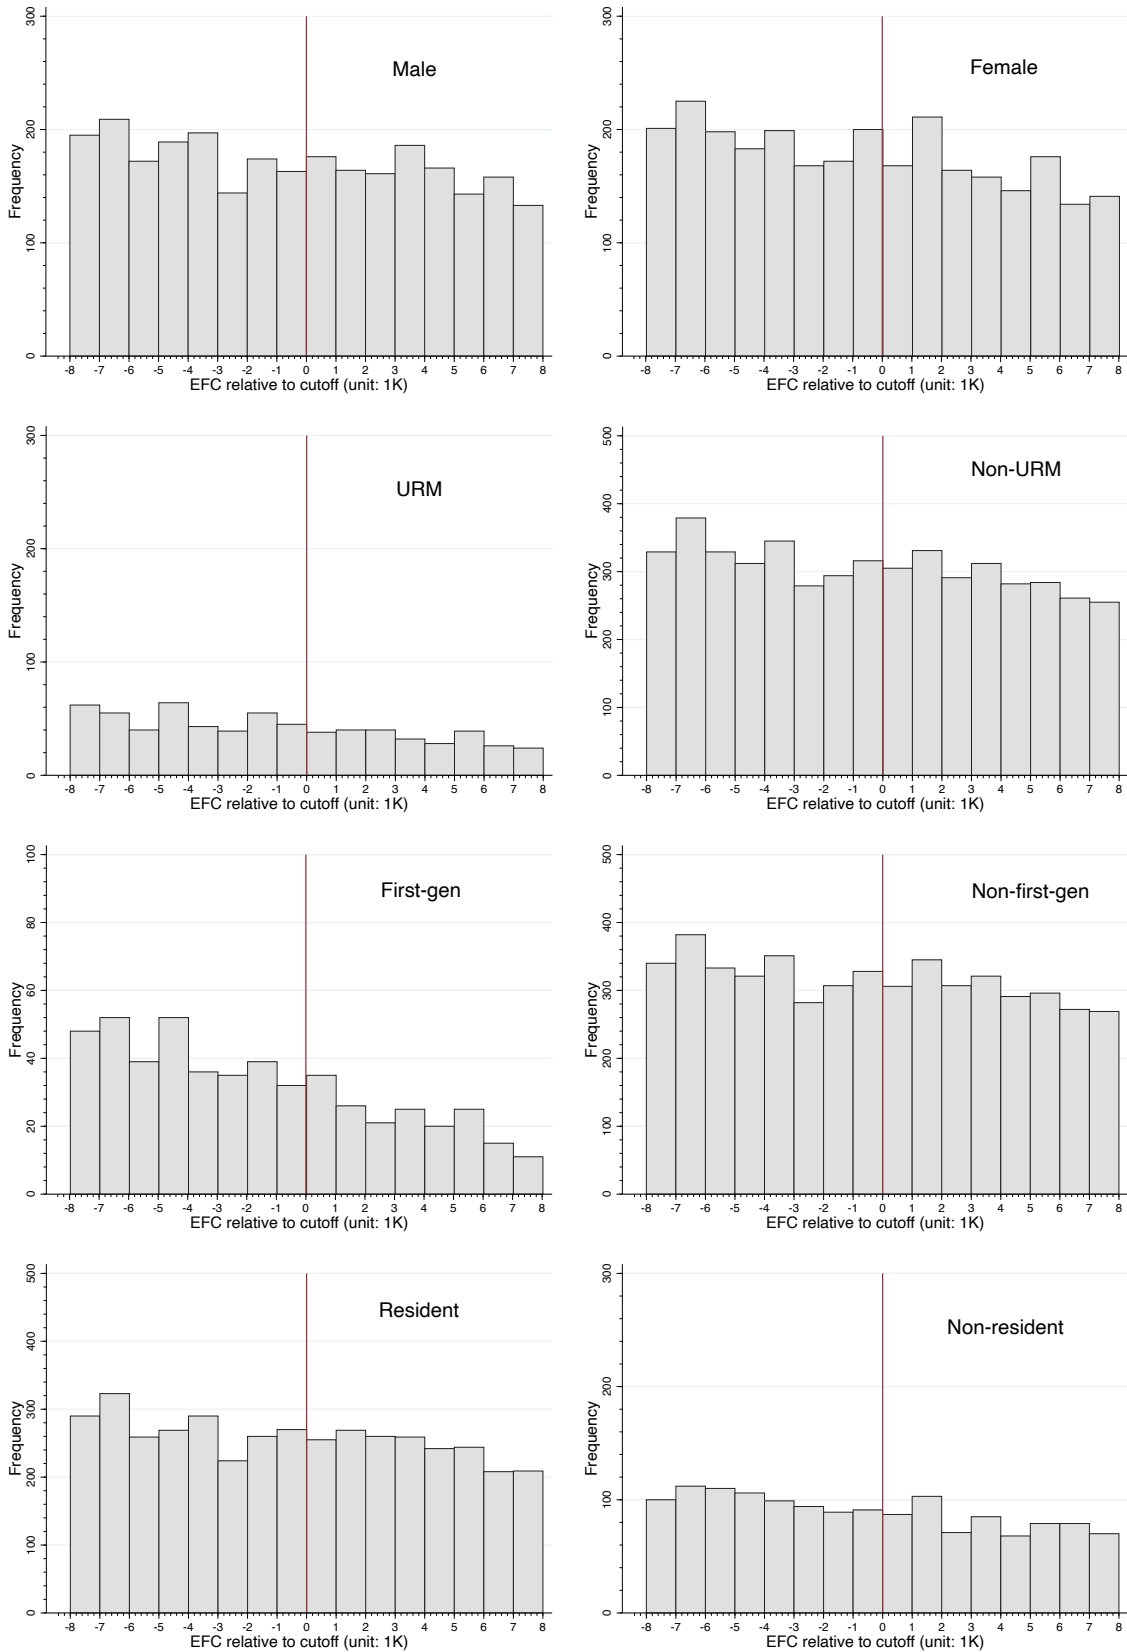 Male
Frequency
0 100 200 300
-8 -7 -6 -5 -4 -3 -2 -1 0 1 2 3 4 5 6 7 8
EFC relative to cutoff (unit: 1K)
Female
Frequency
0 100 200 300
-8 -7 -6 -5 -4 -3 -2 -1 0 1 2 3 4 5 6 7 8
EFC relative to cutoff (unit: 1K)
URM
Frequency
0 100 200 300
-8 -7 -6 -5 -4 -3 -2 -1 0 1 2 3 4 5 6 7 8
EFC relative to cutoff (unit: 1K)
Non-URM
Frequency
0 100 200 300 400 500
-8 -7 -6 -5 -4 -3 -2 -1 0 1 2 3 4 5 6 7 8
EFC relative to cutoff (unit: 1K)
First-gen
Frequency
0 20 40 60 80 100
-8 -7 -6 -5 -4 -3 -2 -1 0 1 2 3 4 5 6 7 8
EFC relative to cutoff (unit: 1K)
Non-first-gen
Frequency
0 100 200 300 400 500
-8 -7 -6 -5 -4 -3 -2 -1 0 1 2 3 4 5 6 7 8
EFC relative to cutoff (unit: 1K)
Resident
Frequency
0 100 200 300 400 500
-8 -7 -6 -5 -4 -3 -2 -1 0 1 2 3 4 5 6 7 8
EFC relative to cutoff (unit: 1K)
Non-resident
Frequency
0 100 200 300
-8 -7 -6 -5 -4 -3 -2 -1 0 1 2 3 4 5 6 7 8
EFC relative to cutoff (unit: 1K)